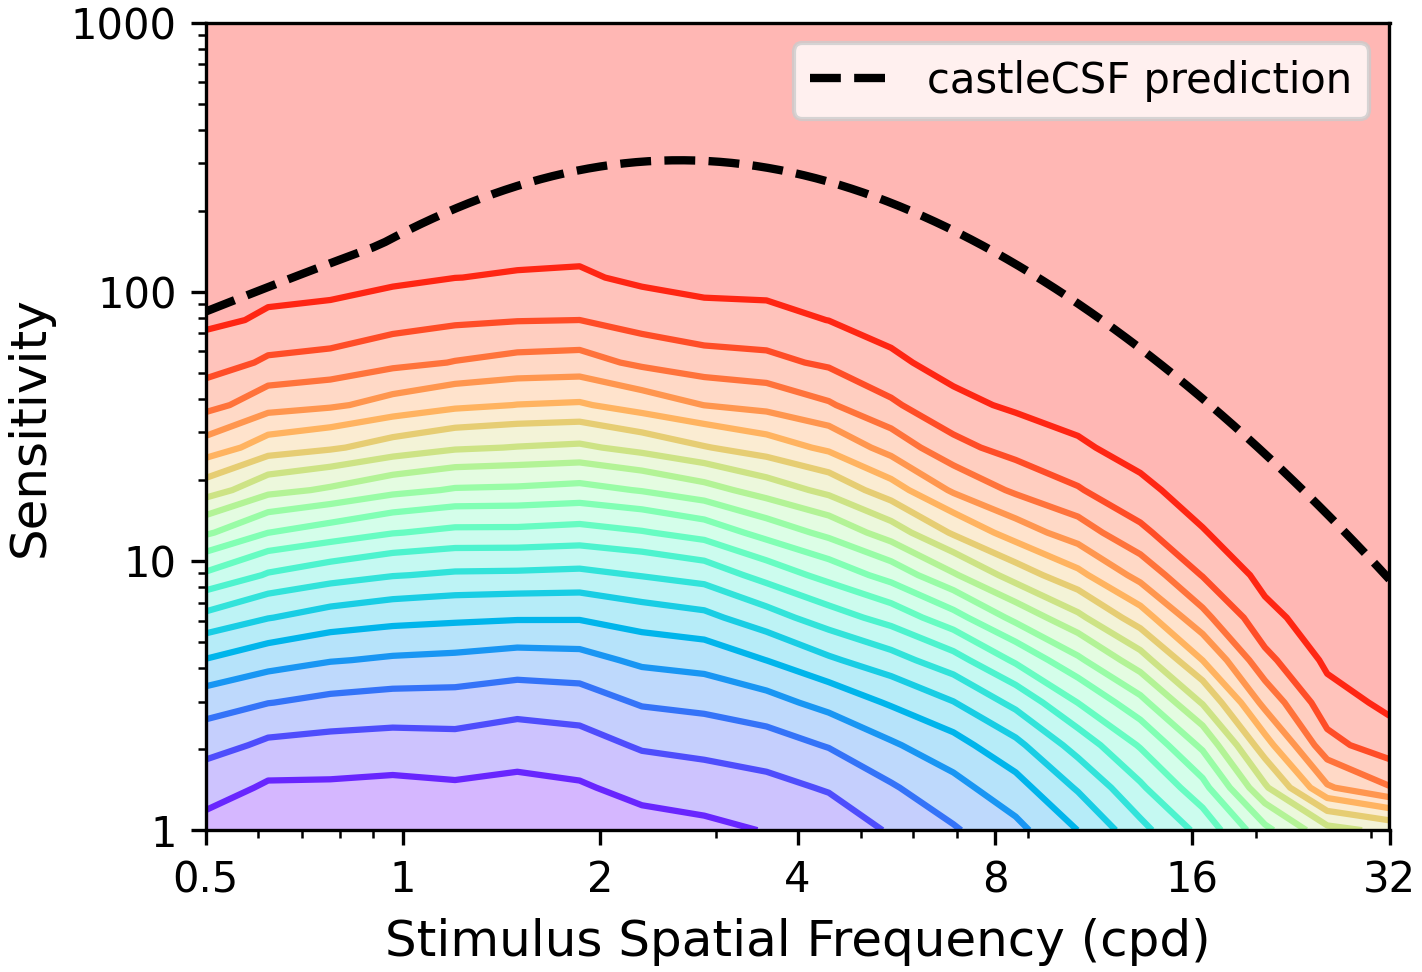 1000
100
10
1
Sensitivity
castleCSF prediction
0.5 1 2 4 8 16 32
Stimulus Spatial Frequency (cpd)